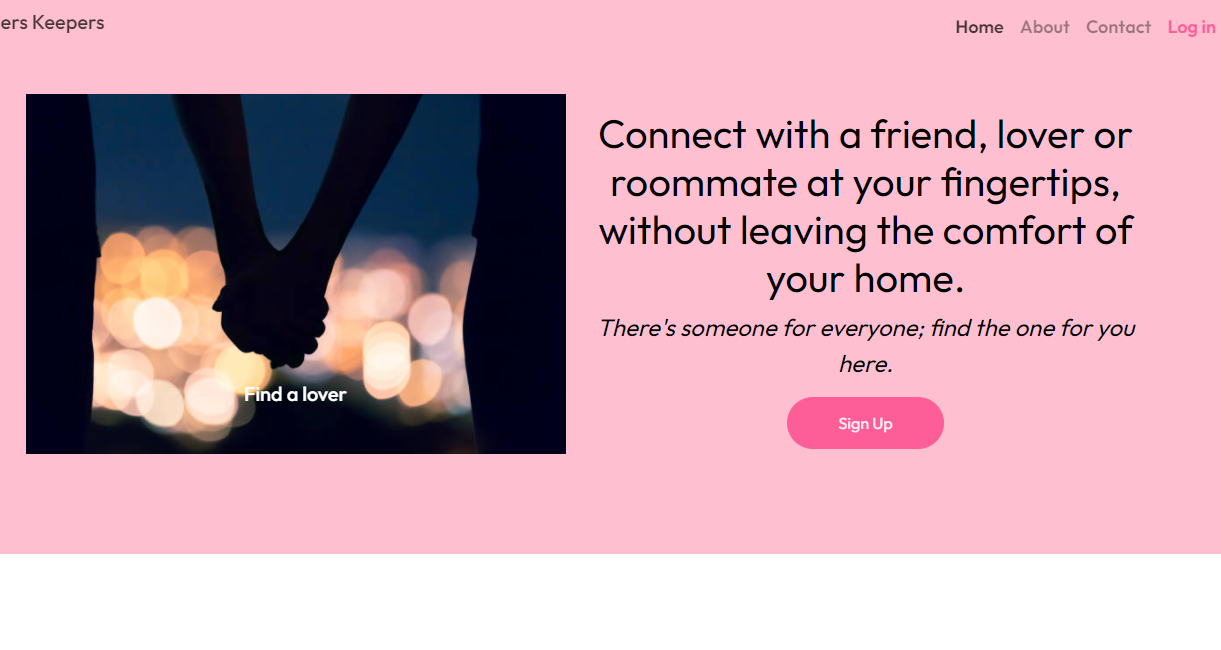 ers Keepers
Home About Contact Log in
Connect with a friend, lover or
roommate at your fingertips,
without leaving the comfort of
your home.
There's someone for everyone; find the one for you
here.
Sign Up
Find a lover